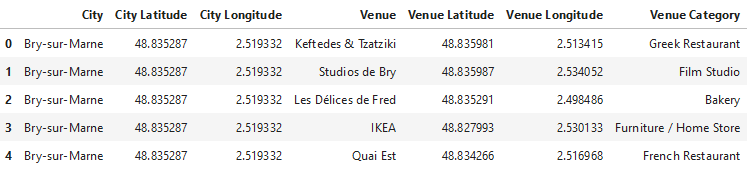 City City Latitude City Longitude Venue Venue Latitude Venue Longitude Venue Category
0 Bry-sur-Marne 48.835287 2.519332 Keftedes & Tzatziki 48.835981 2.513415 Greek Restaurant
1 Bry-sur-Marne 48.835287 2.519332 Studios de Bry 48.835987 2.534052 Film Studio
2 Bry-sur-Marne 48.835287 2.519332 Les Délices de Fred 48.835291 2.498486 Bakery
3 Bry-sur-Marne 48.835287 2.519332 IKEA 48.827993 2.530133 Furniture / Home Store
4 Bry-sur-Marne 48.835287 2.519332 Quai Est 48.834266 2.516968 French Restaurant